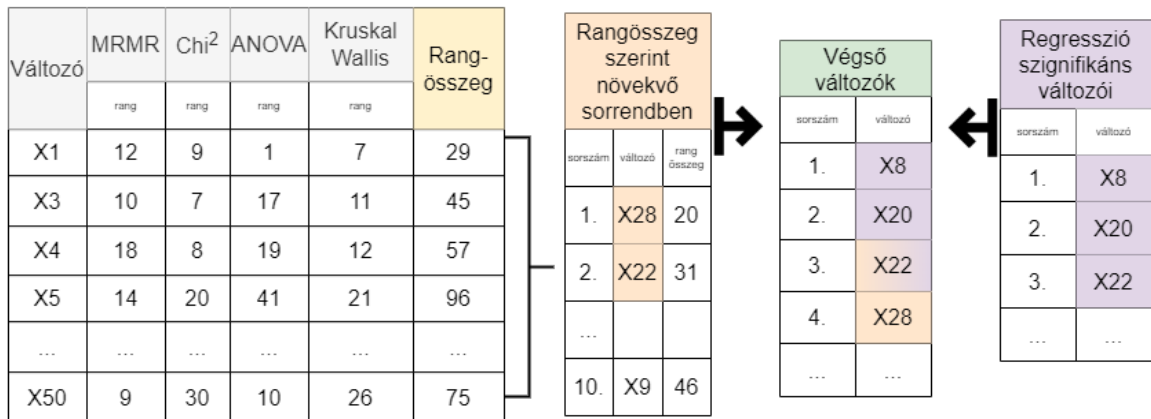 Változó MRMR Chi² ANOVA Kruskal Wallis Rang-összeg
rang rang rang rang
X1 12 9 1 7 29
X3 10 7 17 11 45
X4 18 8 19 12 57
X5 14 20 41 21 96
... ... ... ... ... ...
X50 9 30 10 26 75
Rangösszeg
szerint
növekvő
sorrendben
sorszám változó rang összeg
1. X28 20
2. X22 31
...
10. X9 46
Végső
változók
sorszám változó
1. X8
2. X20
3. X22
4. X28
... ...
Regresszió
szignifikáns
változói
sorszám változó
1. X8
2. X20
3. X22
... ...